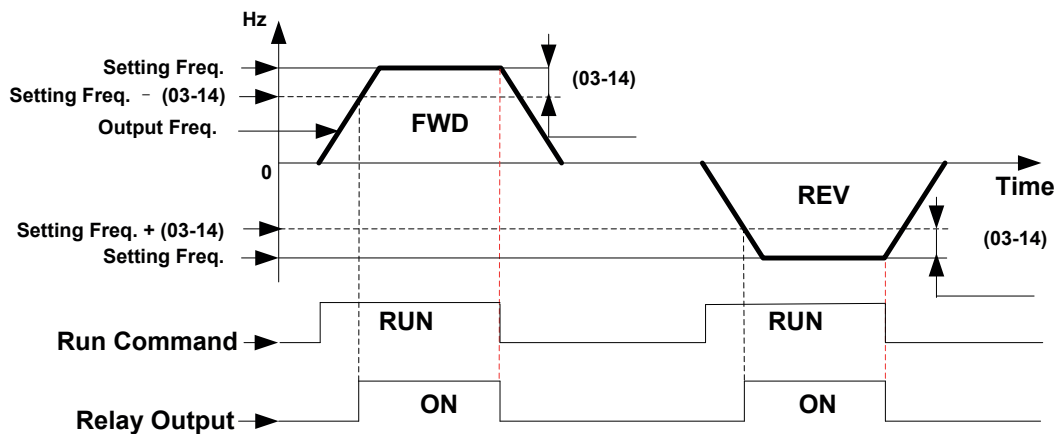 Hz
Setting Freq.
(03-14)
Setting Freq. - (03-14)
Output Freq.
FWD
0
Time
REV
Setting Freq. + (03-14)
(03-14)
Setting Freq.
RUN
RUN
Run Command
ON
ON
Relay Output